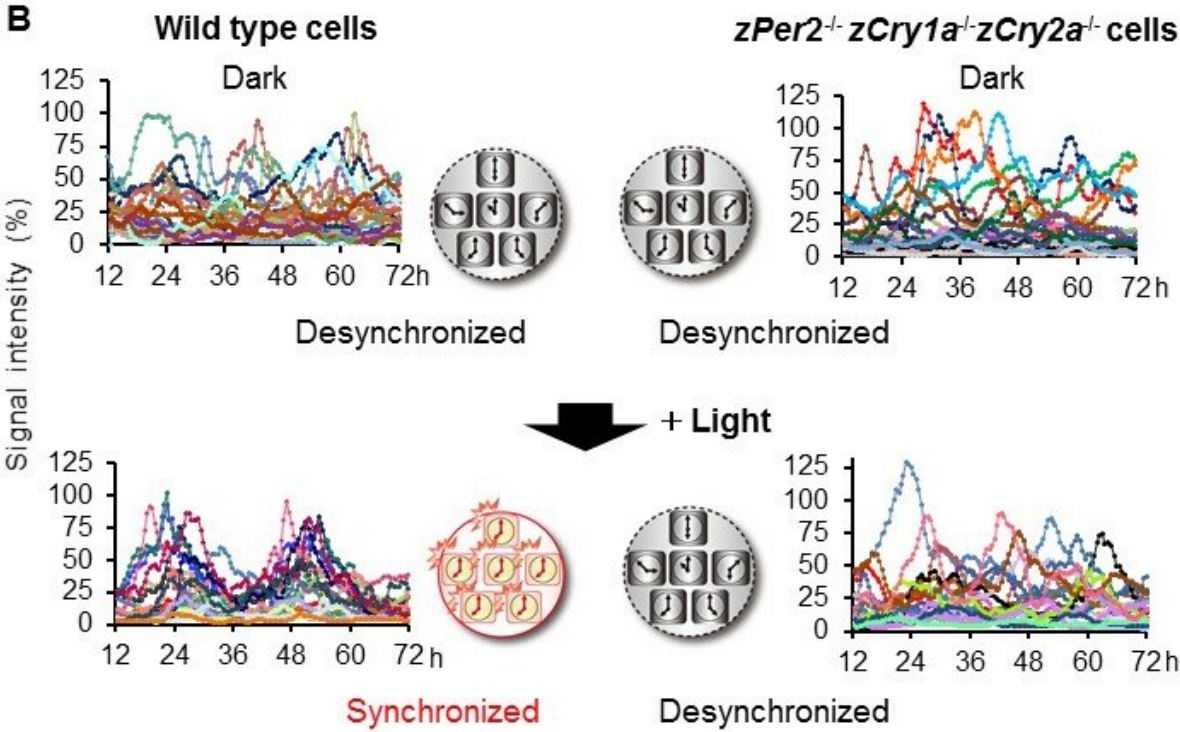 B
Wild type cells
zPer2-/- zCry1a-/-zCry2a-/- cells
Dark
Dark
Signal intensity (%)
125
100
75
50
25
0
12 24 36 48 60 72h
125
100
75
50
25
0
12 24 36 48 60 72h
Desynchronized
Desynchronized
+ Light
125
100
75
50
25
0
12 24 36 48 60 72h
125
100
75
50
25
0
12 24 36 48 60 72h
Synchronized
Desynchronized